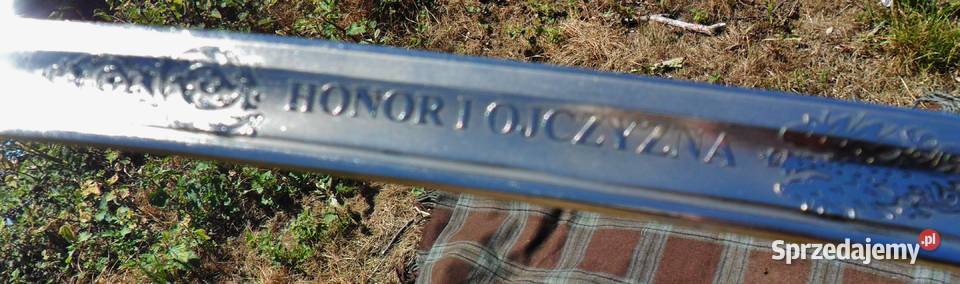 HONOR I OJCZYZNA
Sprzedajemy.pl